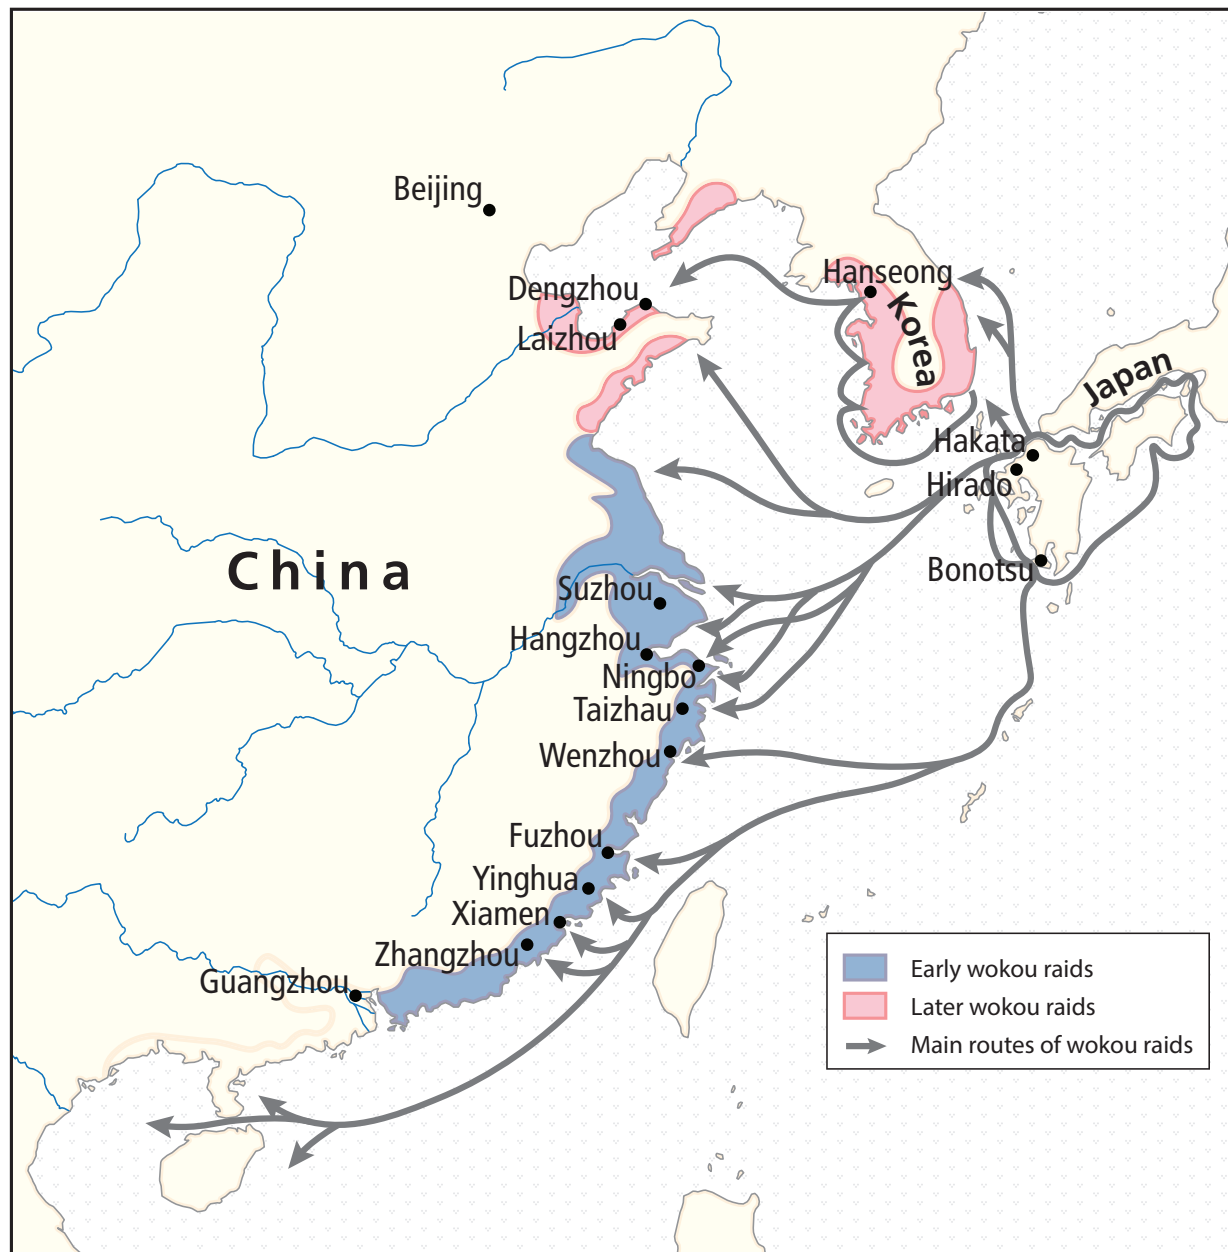 Beijing
Hanseong
Dengzhou
Laizhou
Korea
Japan
Hakata
Hirado
China
Bonotsu
Suzhou
Hangzhou
Ningbo
Taizhau
Wenzhou
Fuzhou
Yinghua
Xiamen
Zhangzhou
Guangzhou
Early wokou raids
Later wokou raids
Main routes of wokou raids